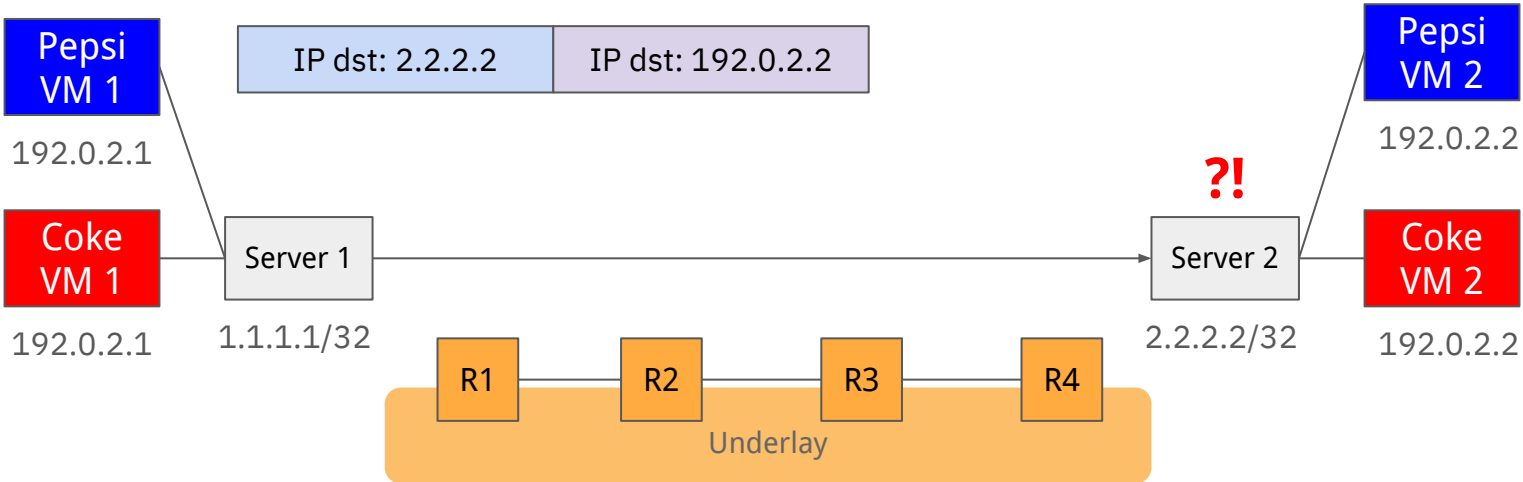 Pepsi
VM 1
192.0.2.1
IP dst: 2.2.2.2
IP dst: 192.0.2.2
Pepsi
VM 2
192.0.2.2
Coke
VM 1
192.0.2.1
Server 1
1.1.1.1/32
?!
Server 2
2.2.2.2/32
Coke
VM 2
192.0.2.2
R1
R2
R3
R4
Underlay